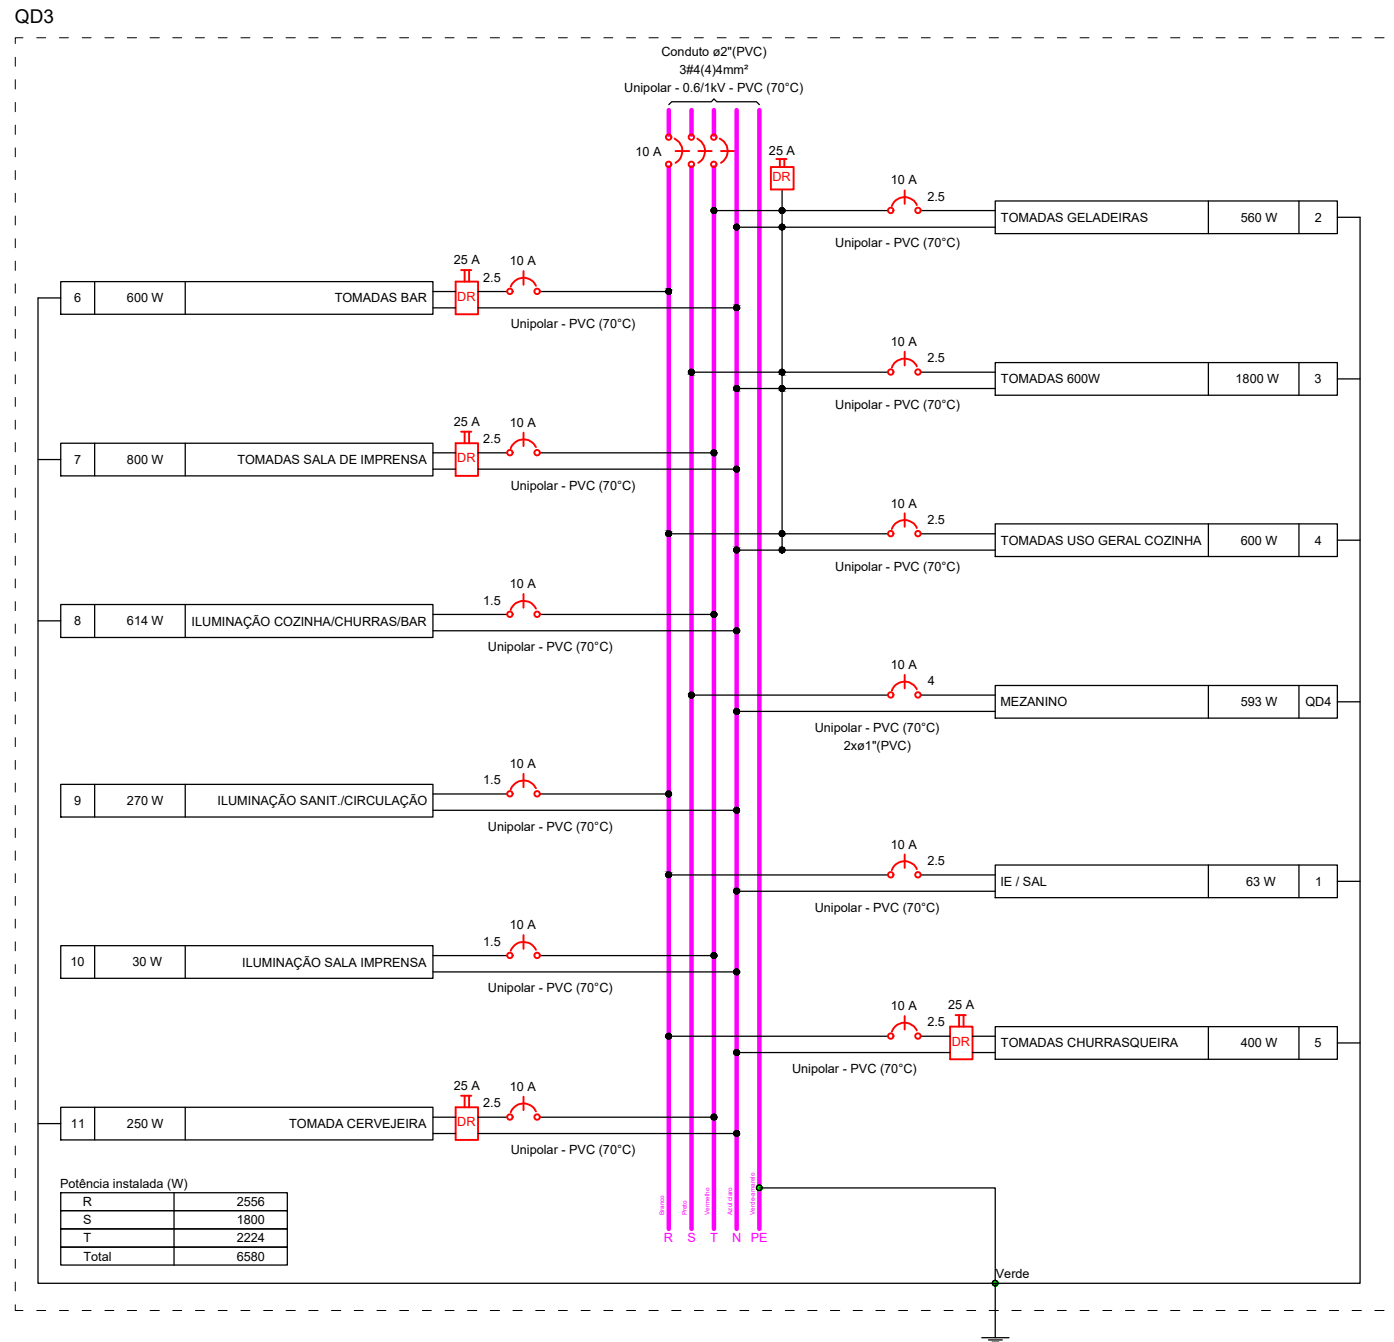 QD3
Conduto ø2"(PVC)
3#4(4)4mm²
Unipolar - 0.6/1kV - PVC (70°C)
10 A
25 A
DR
10 A
2.5
TOMADAS GELADEIRAS 560 W 2
Unipolar - PVC (70°C)
25 A
10 A
2.5
DR
6 600 W TOMADAS BAR
Unipolar - PVC (70°C)
10 A
2.5
TOMADAS 600W 1800 W 3
Unipolar - PVC (70°C)
25 A
10 A
2.5
DR
7 800 W TOMADAS SALA DE IMPRENSA
Unipolar - PVC (70°C)
10 A
2.5
TOMADAS USO GERAL COZINHA 600 W 4
Unipolar - PVC (70°C)
10 A
1.5
8 614 W ILUMINAÇÃO COZINHA/CHURRAS/BAR
Unipolar - PVC (70°C)
10 A
4
MEZANINO 593 W QD4
Unipolar - PVC (70°C)
2xø1"(PVC)
10 A
1.5
9 270 W ILUMINAÇÃO SANIT./CIRCULAÇÃO
Unipolar - PVC (70°C)
10 A
2.5
IE / SAL 63 W 1
Unipolar - PVC (70°C)
10 A
1.5
10 30 W ILUMINAÇÃO SALA IMPRENSA
Unipolar - PVC (70°C)
10 A
25 A
2.5
DR
TOMADAS CHURRASQUEIRA 400 W 5
Unipolar - PVC (70°C)
25 A
10 A
2.5
DR
11 250 W TOMADA CERVEJEIRA
Unipolar - PVC (70°C)
Potência instalada (W)
R 2556
S 1800
T 2224
Total 6580
Branco
Preto
Vermelho
Azul claro
Verde-amarelo
R S T N PE
Verde